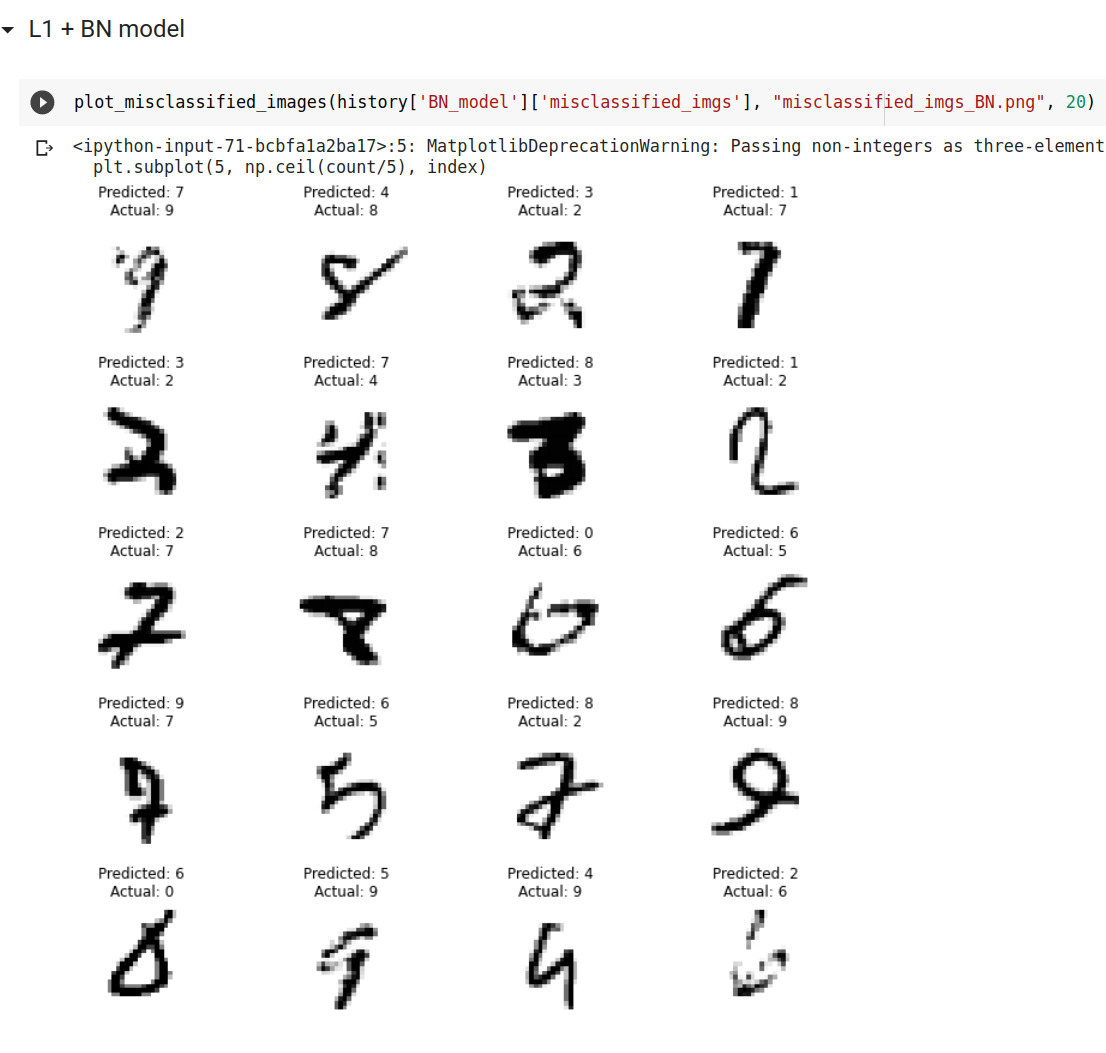 L1 + BN model
plot_misclassified_images(history['BN_model']['misclassified_imgs'], "misclassified_imgs_BN.png", 20)
<ipython-input-71-bcbfa1a2ba17>:5: MatplotlibDeprecationWarning: Passing non-integers as three-element
plt.subplot(5, np.ceil(count/5), index)
Predicted: 7 Predicted: 4 Predicted: 3 Predicted: 1
Actual: 9 Actual: 8 Actual: 2 Actual: 7
Predicted: 3 Predicted: 7 Predicted: 8 Predicted: 1
Actual: 2 Actual: 4 Actual: 3 Actual: 2
Predicted: 2 Predicted: 7 Predicted: 0 Predicted: 6
Actual: 7 Actual: 8 Actual: 6 Actual: 5
Predicted: 9 Predicted: 6 Predicted: 8 Predicted: 8
Actual: 7 Actual: 5 Actual: 2 Actual: 9
Predicted: 6 Predicted: 5 Predicted: 4 Predicted: 2
Actual: 0 Actual: 9 Actual: 9 Actual: 6